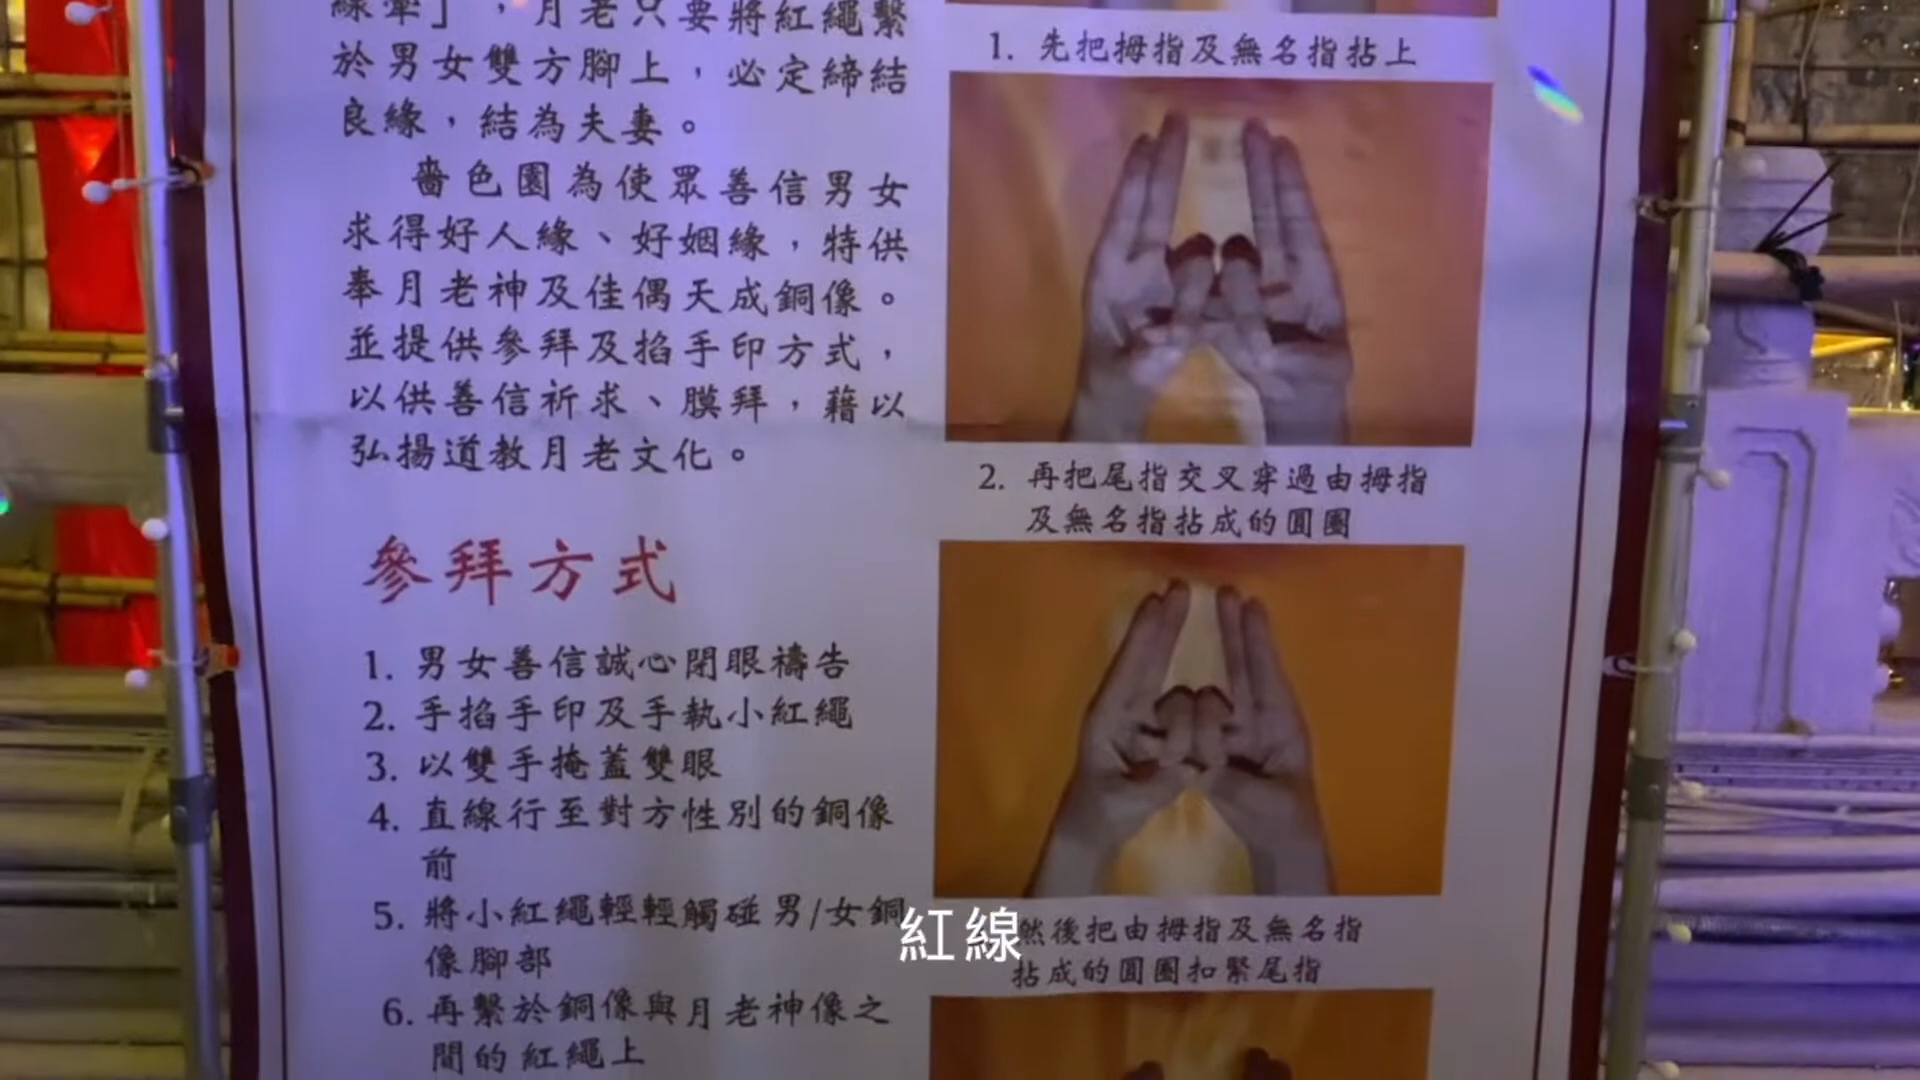 線牽」，月老只要將紅繩繫
於男女雙方腳上，必定締結
良緣，結為夫妻。
嗇色園為使眾善信男女
求得好人緣、好姻緣，特供
奉月老神及佳偶天成銅像。
並提供參拜及掐手印方式，
以供善信祈求、膜拜，藉以
弘揚道教月老文化。
參拜方式
1. 男女善信誠心閉眼禱告
2. 手掐手印及手執小紅繩
3. 以雙手掩蓋雙眼
4. 直線行至對方性別的銅像
前
5. 將小紅繩輕輕觸碰男/女銅
像腳部
6. 再繫於銅像與月老神像之
間的紅繩上
1. 先把拇指及無名指拈上
2. 再把尾指交叉穿過由拇指
及無名指拈成的圓圈
然後把由拇指及無名指
拈成的圓圈扣緊尾指
紅線